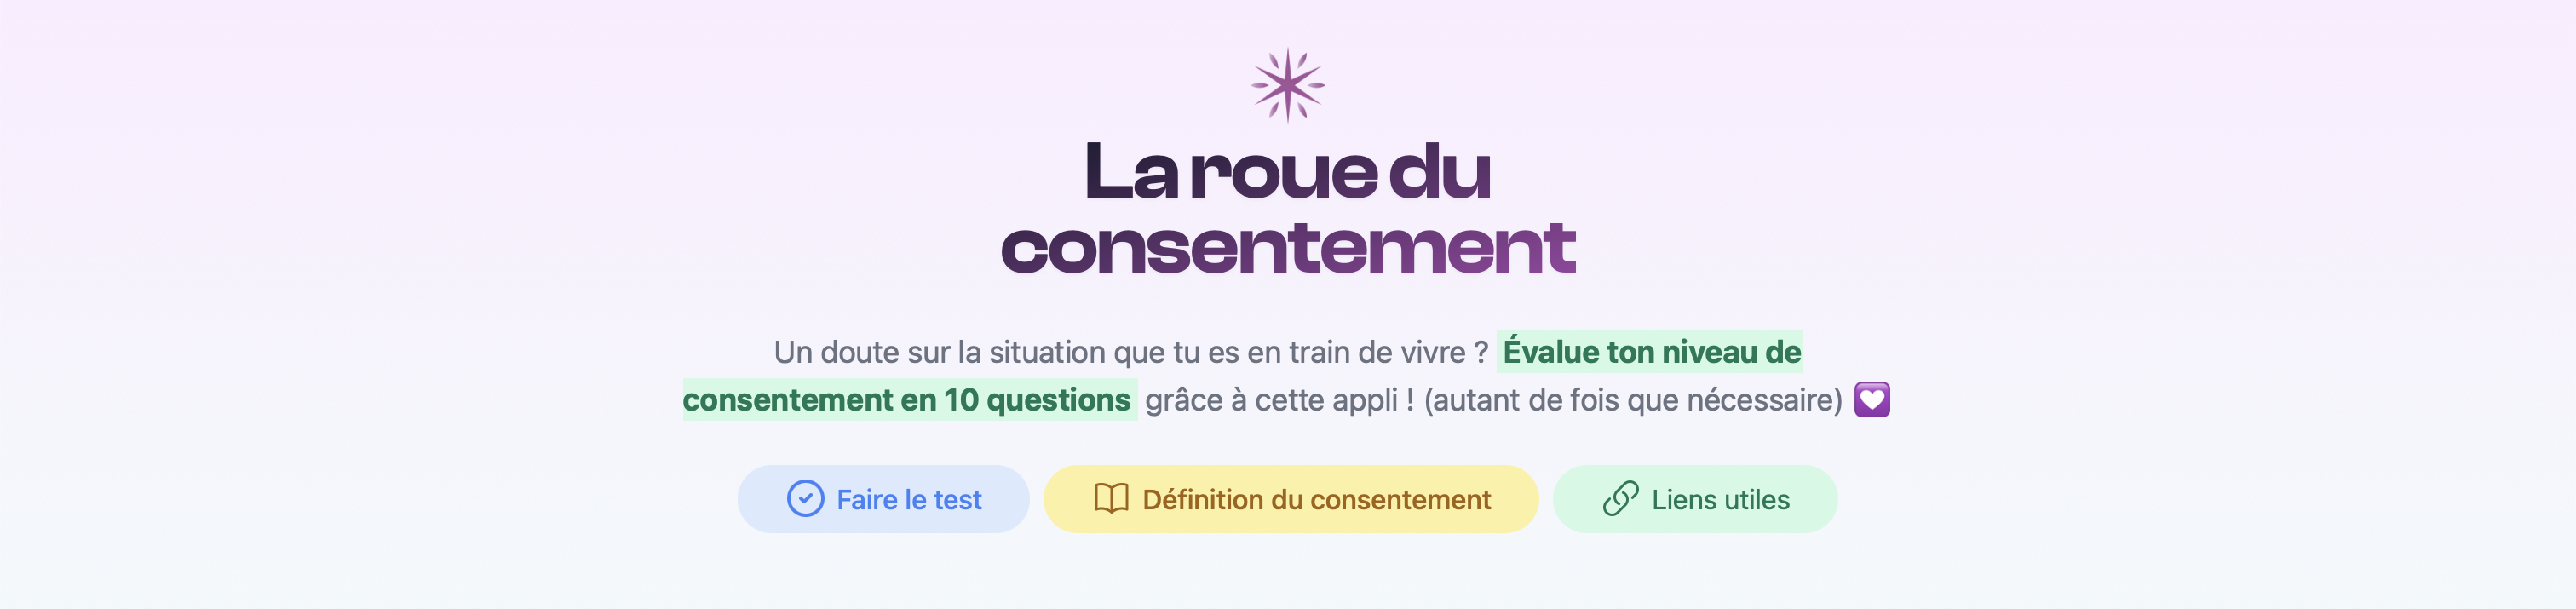 La roue du
consentement
Un doute sur la situation que tu es en train de vivre ? Évalue ton niveau de
consentement en 10 questions grâce à cette appli ! (autant de fois que nécessaire) 💟
Faire le test
Définition du consentement
Liens utiles